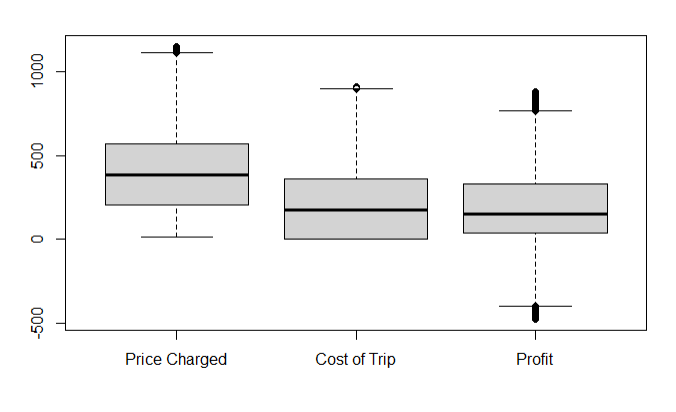 1000
500
0
-500
Price Charged
Cost of Trip
Profit